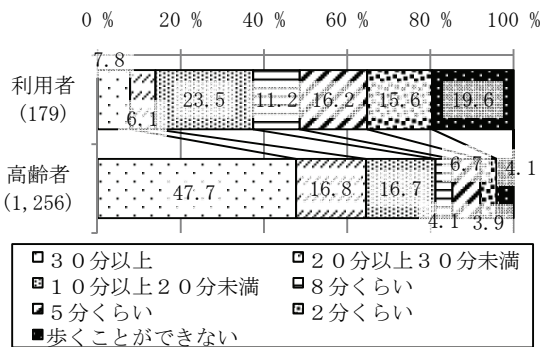 0 % 20 % 40 % 60 % 80 % 100 %
利用者
(179)
7.8 6.1 23.5 11.2 16.2 15.6 19.6
高齢者
(1,256)
47.7 16.8 16.7 4.1 6.7 3.9 4.1
30分以上 20分以上30分未満
10分以上20分未満 8分くらい
5分くらい 2分くらい
歩くことができない